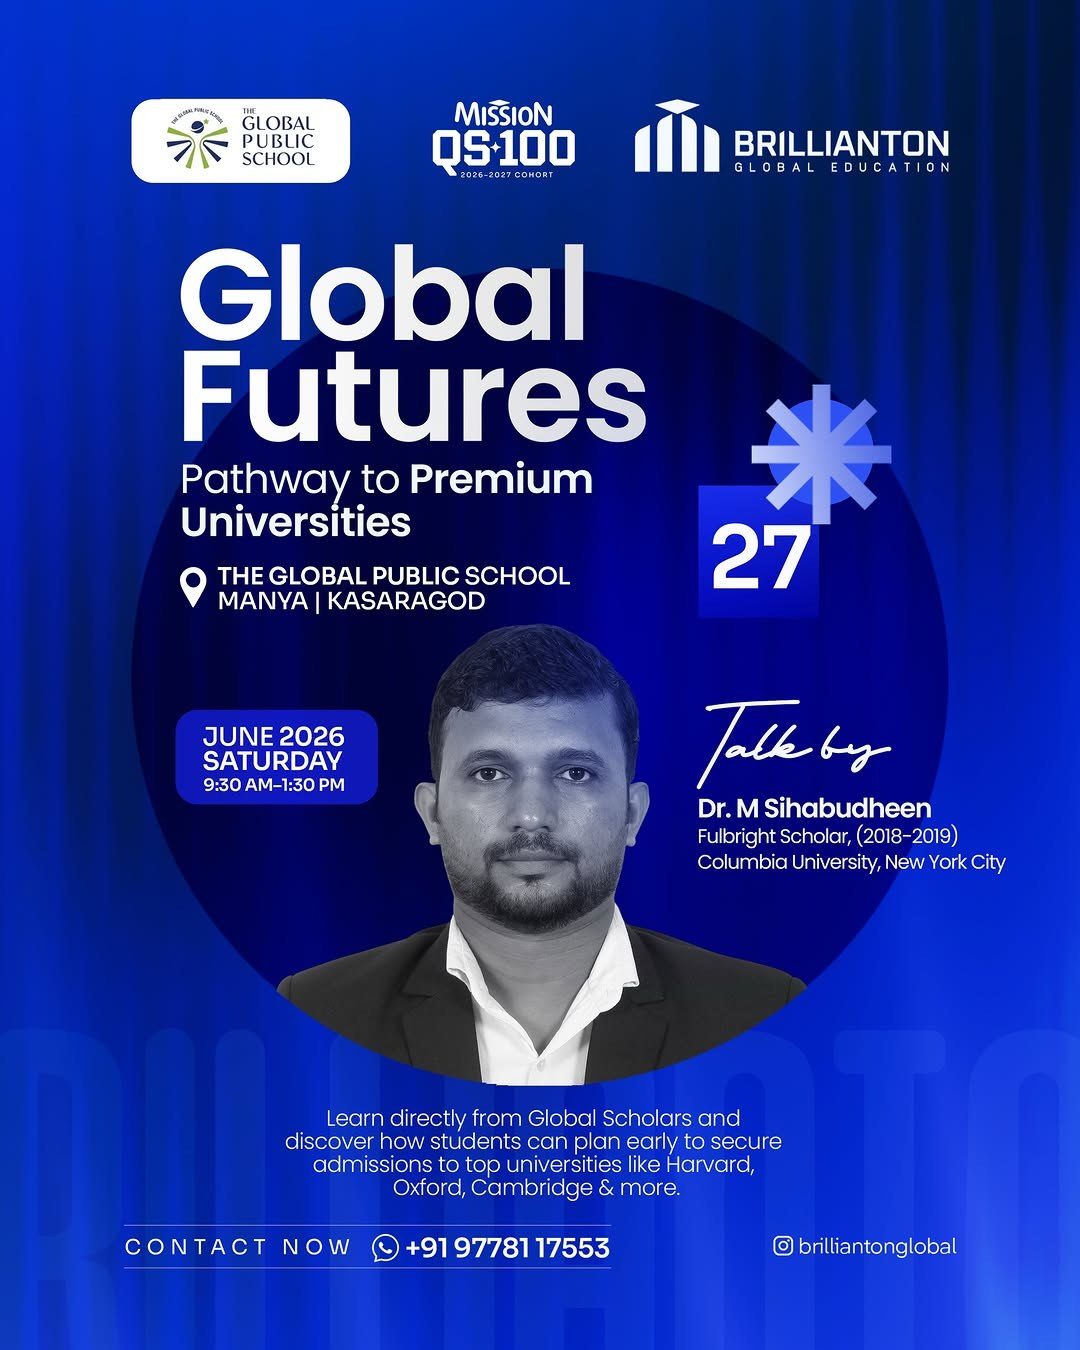 THE GLOBAL PUBLIC SCHOOL
THE
GLOBAL
PUBLIC
SCHOOL
MISSION
QS 100
2026-2027 COHORT
BRILLIANTON
GLOBAL EDUCATION
Global
Futures
Pathway to Premium
Universities
THE GLOBAL PUBLIC SCHOOL
MANYA | KASARAGOD
27
JUNE 2026
SATURDAY
9:30 AM–1:30 PM
Talk by
Dr. M Sihabudheen
Fulbright Scholar, (2018-2019)
Columbia University, New York City
Learn directly from Global Scholars and
discover how students can plan early to secure
admissions to top universities like Harvard,
Oxford, Cambridge & more.
CONTACT NOW +91 97781 17553
brilliantonglobal
BRILLIANTO